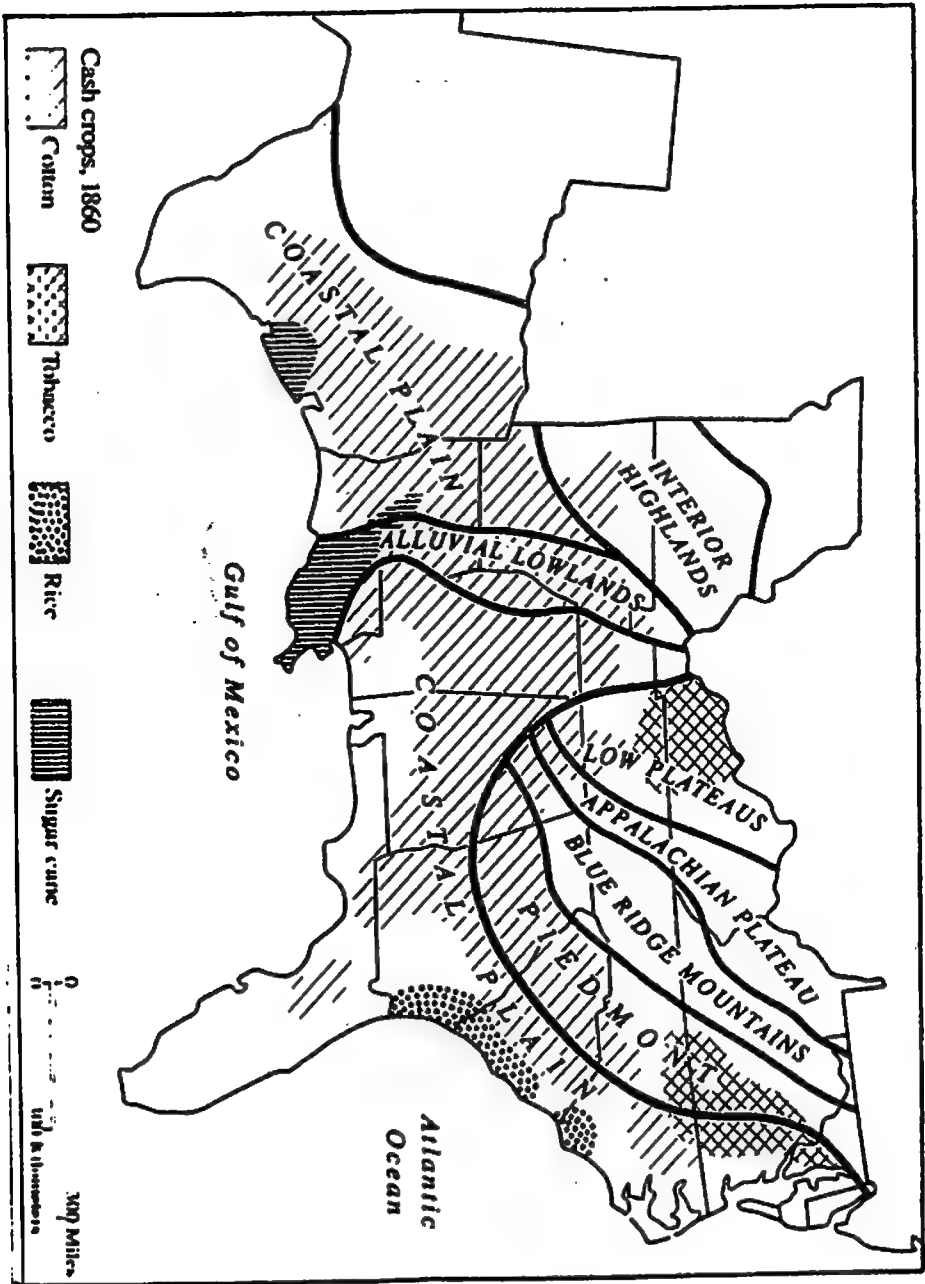 COASTAL PLAIN
INTERIOR
HIGHLANDS
ALLUVIAL LOWLANDS
LOW PLATEAUS
APPALACHIAN PLATEAU
BLUE RIDGE MOUNTAINS
PIEDMONT
COASTAL PLAIN
Gulf of Mexico
Atlantic
Ocean
Cash crops, 1860
Cotton
Tobacco
Rice
Sugar cane
0
300 Miles
0